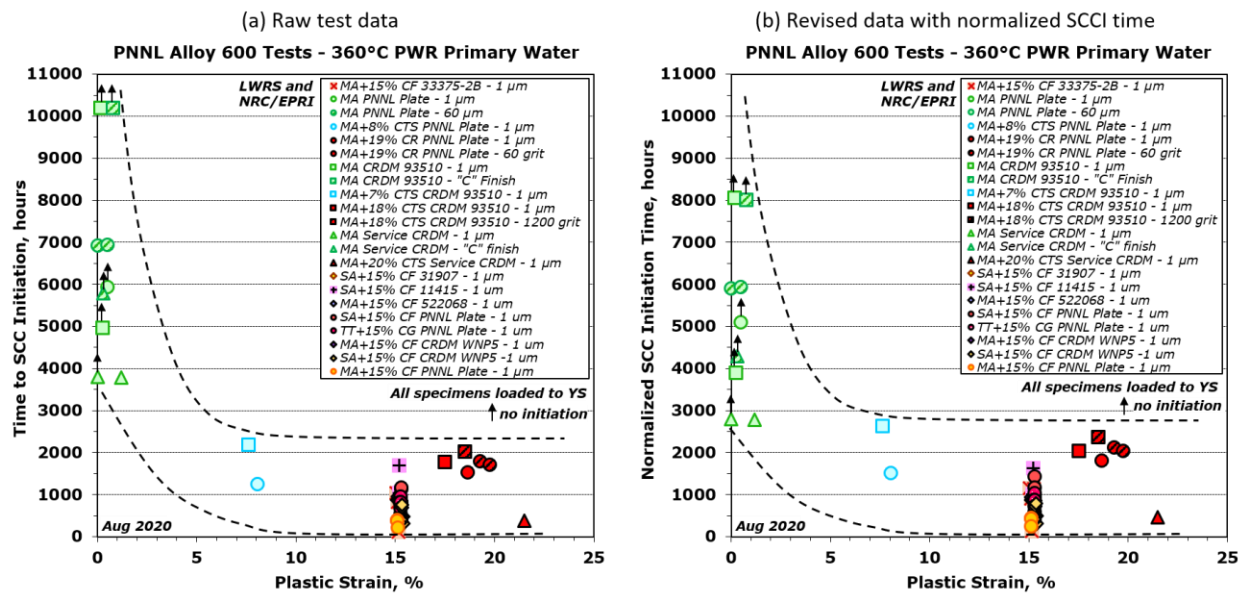 (a) Raw test data
PNNL Alloy 600 Tests - 360°C PWR Primary Water
Time to SCC Initiation, hours
11000
10000
9000
8000
7000
6000
5000
4000
3000
2000
1000
0
LWRS and
NRC/EPRI
MA+15% CF 33375-2B - 1 µm
MA PNNL Plate - 1 µm
MA PNNL Plate - 60 µm
MA+8% CTS PNNL Plate - 1 µm
MA+19% CR PNNL Plate - 1 µm
MA+19% CR PNNL Plate - 60 grit
MA CRDM 93510 - 1 µm
MA CRDM 93510 - "C" Finish
MA+7% CTS CRDM 93510 - 1 µm
MA+18% CTS CRDM 93510 - 1 µm
MA+18% CTS CRDM 93510 - 1200 grit
MA Service CRDM - 1 µm
MA Service CRDM - "C" finish
MA+20% CTS Service CRDM - 1 µm
SA+15% CF 31907 - 1 µm
SA+15% CF 11415 - 1 um
MA+15% CF 522068 - 1 um
SA+15% CF PNNL Plate - 1 um
TT+15% CG PNNL Plate - 1 um
MA+15% CF CRDM WNP5 - 1 um
SA+15% CF CRDM WNP5 -1 um
MA+15% CF PNNL Plate - 1 µm
All specimens loaded to YS
no initiation
Aug 2020
0 5 10 15 20 25
Plastic Strain, %
(b) Revised data with normalized SCCI time
PNNL Alloy 600 Tests - 360°C PWR Primary Water
Normalized SCC Initiation Time, hours
11000
10000
9000
8000
7000
6000
5000
4000
3000
2000
1000
0
LWRS and
NRC/EPRI
MA+15% CF 33375-2B - 1 µm
MA PNNL Plate - 1 µm
MA PNNL Plate - 60 µm
MA+8% CTS PNNL Plate - 1 µm
MA+19% CR PNNL Plate - 1 µm
MA+19% CR PNNL Plate - 60 grit
MA CRDM 93510 - 1 µm
MA CRDM 93510 - "C" Finish
MA+7% CTS CRDM 93510 - 1 µm
MA+18% CTS CRDM 93510 - 1 µm
MA+18% CTS CRDM 93510 - 1200 grit
MA Service CRDM - 1 µm
MA Service CRDM - "C" finish
MA+20% CTS Service CRDM - 1 µm
SA+15% CF 31907 - 1 µm
SA+15% CF 11415 - 1 um
MA+15% CF 522068 - 1 um
SA+15% CF PNNL Plate - 1 um
TT+15% CG PNNL Plate - 1 um
MA+15% CF CRDM WNP5 - 1 um
SA+15% CF CRDM WNP5 -1 um
MA+15% CF PNNL Plate - 1 µm
All specimens loaded to YS
no initiation
Aug 2020
0 5 10 15 20 25
Plastic Strain, %